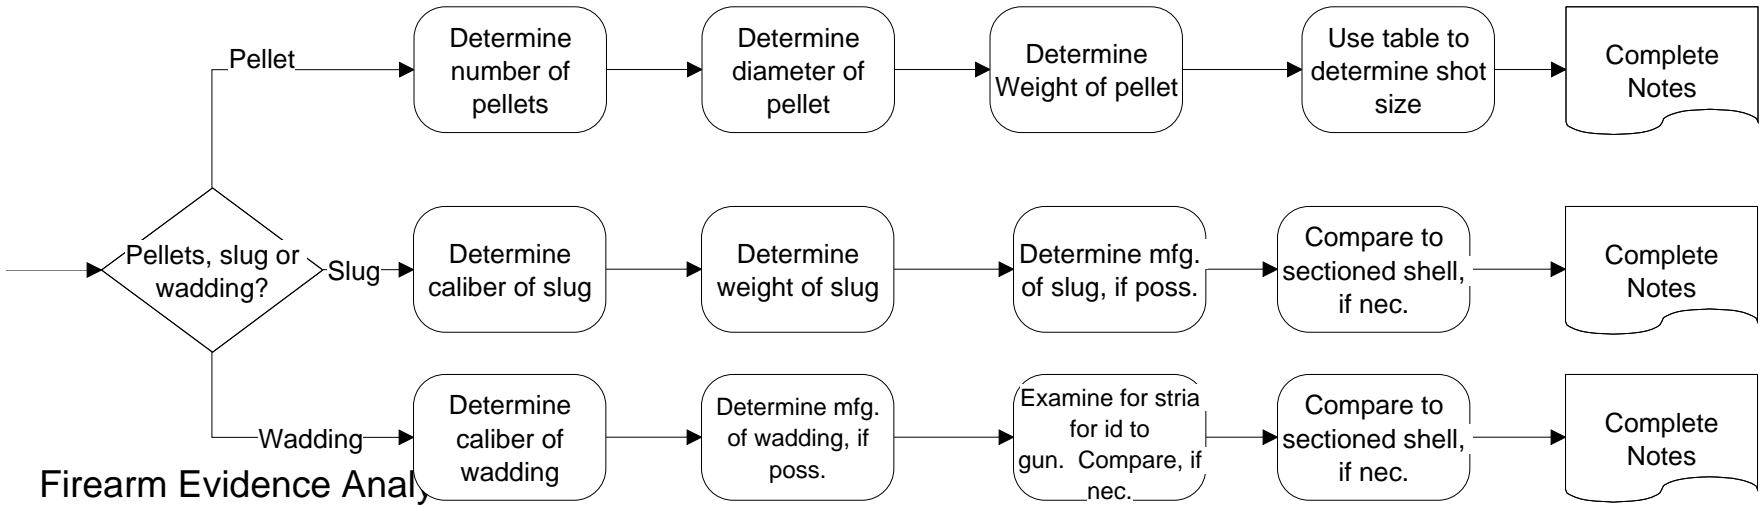 Pellet
Determine
number of
pellets
Determine
diameter of
pellet
Determine
Weight of pellet
Use table to
determine shot
size
Complete
Notes
Pellets, slug or
wadding?
Slug
Determine
caliber of slug
Determine
weight of slug
Determine mfg.
of slug, if poss.
Compare to
sectioned shell,
if nec.
Complete
Notes
Wadding
Determine
caliber of
wadding
Determine mfg.
of wadding, if
poss.
Examine for stria
for id to
gun. Compare, if
nec.
Compare to
sectioned shell,
if nec.
Complete
Notes
Firearm Evidence Analy